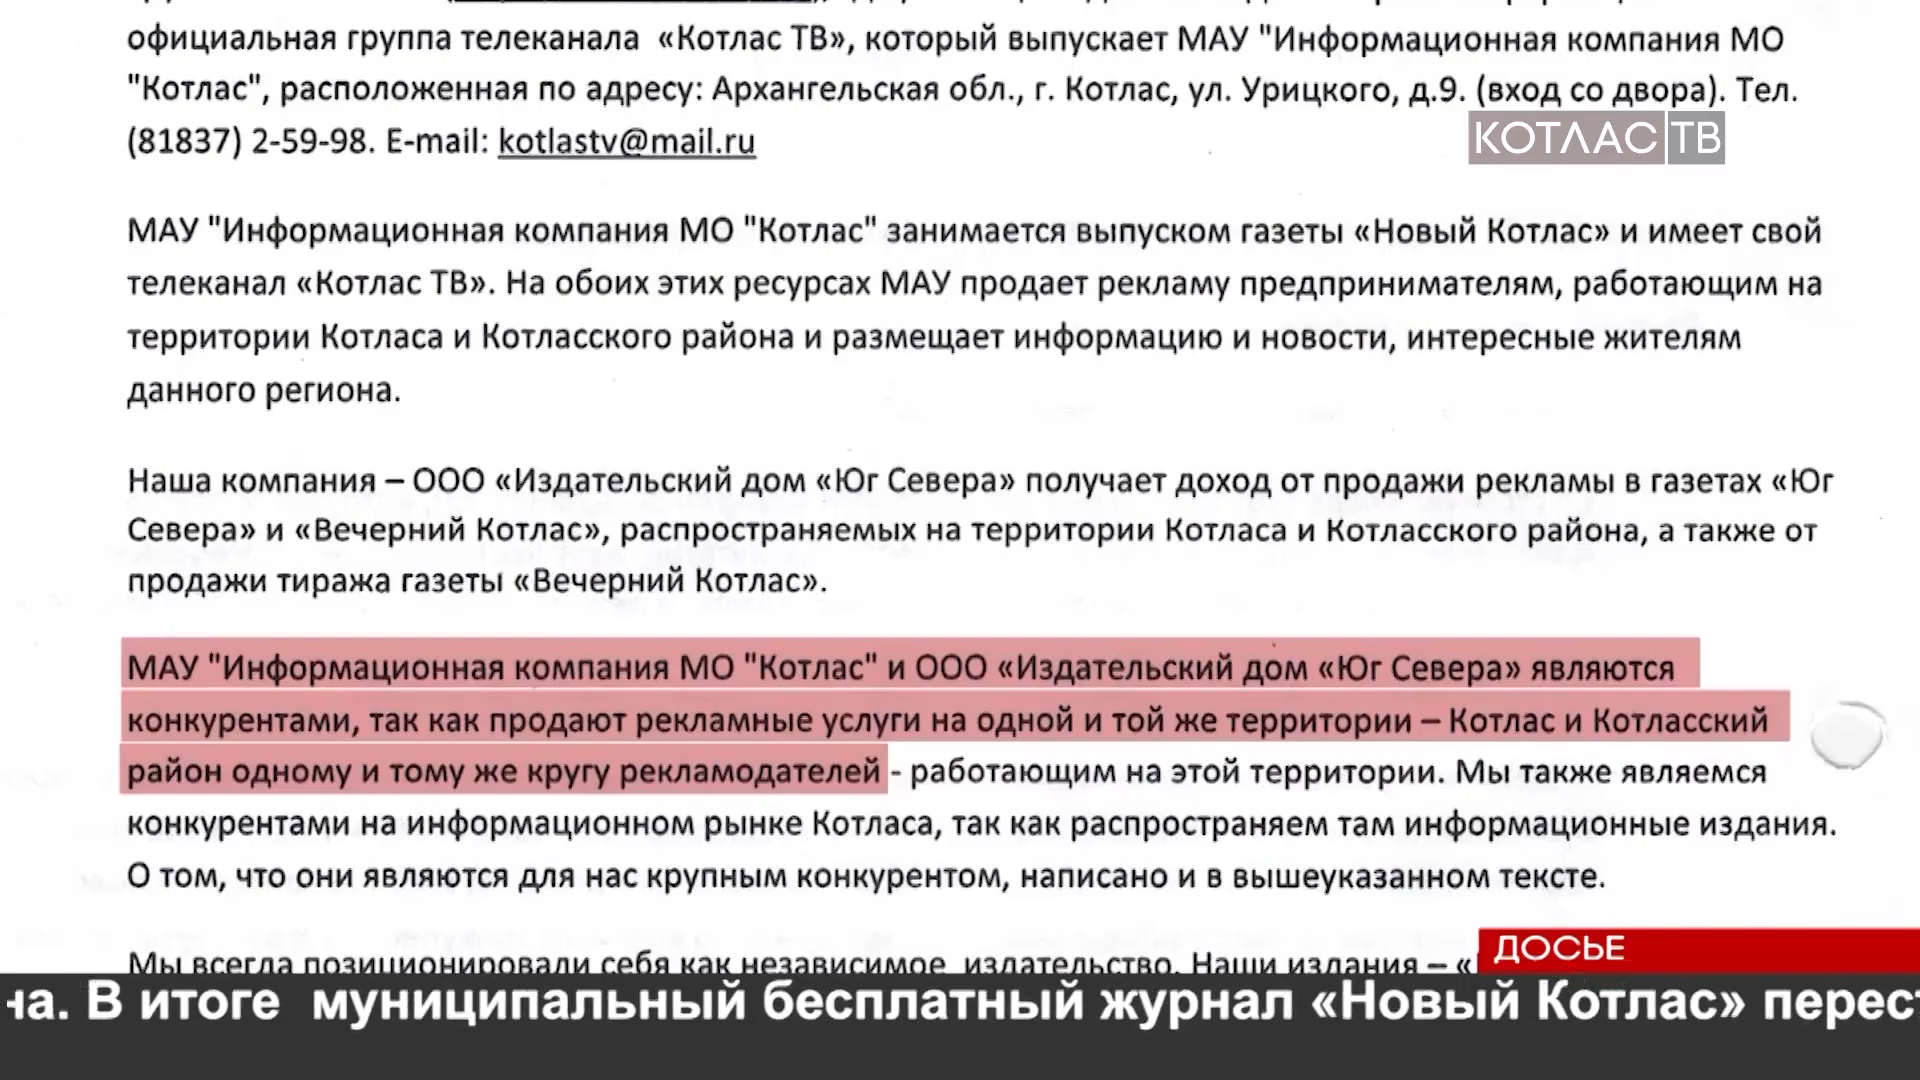 официальная группа телеканала «Котлас ТВ», который выпускает МАУ "Информационная компания МО
"Котлас", расположенная по адресу: Архангельская обл., г. Котлас, ул. Урицкого, д.9. (вход со двора). Тел.
(81837) 2-59-98. E-mail: kotlastv@mail.ru
КОТЛАС ТВ
МАУ "Информационная компания МО "Котлас" занимается выпуском газеты «Новый Котлас» и имеет свой
телеканал «Котлас ТВ». На обоих этих ресурсах МАУ продает рекламу предпринимателям, работающим на
территории Котласа и Котласского района и размещает информацию и новости, интересные жителям
данного региона.
Наша компания – ООО «Издательский дом «Юг Севера» получает доход от продажи рекламы в газетах «Юг
Севера» и «Вечерний Котлас», распространяемых на территории Котласа и Котласского района, а также от
продажи тиража газеты «Вечерний Котлас».
МАУ "Информационная компания МО "Котлас" и ООО «Издательский дом «Юг Севера» являются
конкурентами, так как продают рекламные услуги на одной и той же территории – Котлас и Котласский
район одному и тому же кругу рекламодателей - работающим на этой территории. Мы также являемся
конкурентами на информационном рынке Котласа, так как распространяем там информационные издания.
О том, что они являются для нас крупным конкурентом, написано и в вышеуказанном тексте.
Мы всегда позиционировали себя как независимое издательство. Наши издания – «
ДОСЬЕ
на. В итоге муниципальный бесплатный журнал «Новый Котлас» перест